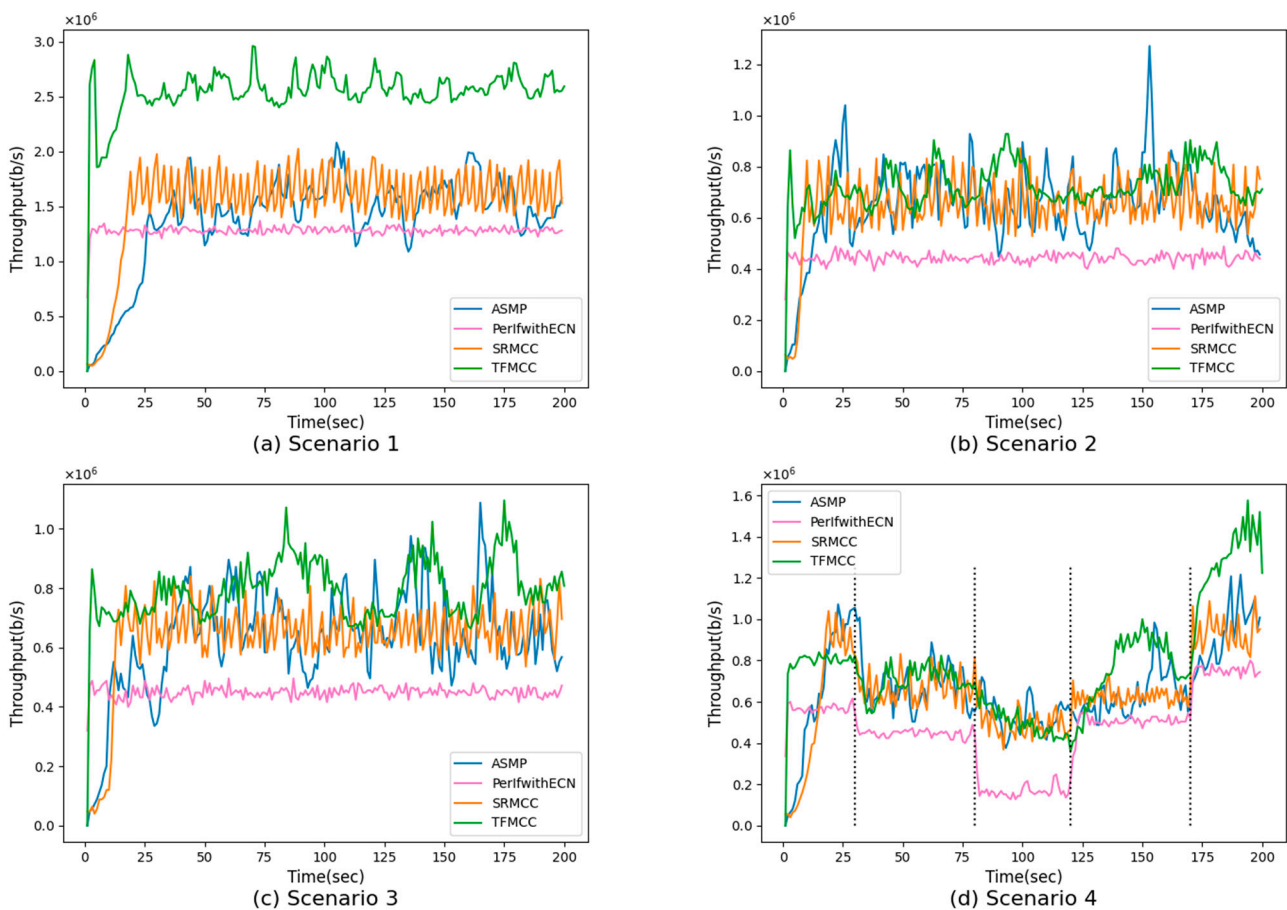 ×10⁶
Throughput(b/s)
3.0
2.5
2.0
1.5
1.0
0.5
0.0
ASMP
PerIfwithECN
SRMCC
TFMCC
0 25 50 75 100 125 150 175 200
Time(sec)
(a) Scenario 1
×10⁶
Throughput(b/s)
1.2
1.0
0.8
0.6
0.4
0.2
0.0
ASMP
PerIfwithECN
SRMCC
TFMCC
0 25 50 75 100 125 150 175 200
Time(sec)
(b) Scenario 2
×10⁶
Throughput(b/s)
1.0
0.8
0.6
0.4
0.2
0.0
ASMP
PerIfwithECN
SRMCC
TFMCC
0 25 50 75 100 125 150 175 200
Time(sec)
(c) Scenario 3
×10⁶
Throughput(b/s)
1.6
1.4
1.2
1.0
0.8
0.6
0.4
0.2
0.0
ASMP
PerIfwithECN
SRMCC
TFMCC
0 25 50 75 100 125 150 175 200
Time(sec)
(d) Scenario 4